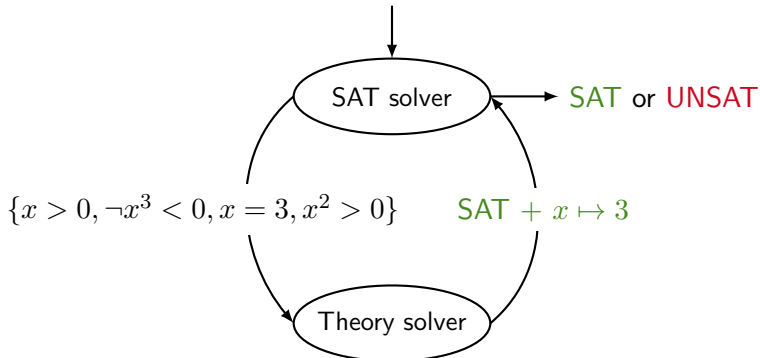 SAT solver
SAT or UNSAT
{x > 0, ¬x³ < 0, x = 3, x² > 0}
SAT + x ↦ 3
Theory solver